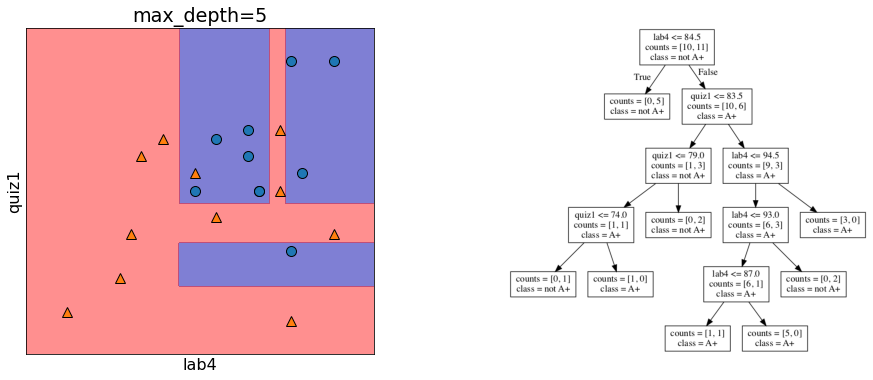 max_depth=5
quiz1
lab4
lab4 <= 84.5
counts = [10, 11]
class = not A+
True
False
counts = [0, 5]
class = not A+
quiz1 <= 83.5
counts = [10, 6]
class = A+
quiz1 <= 79.0
counts = [1, 3]
class = not A+
lab4 <= 94.5
counts = [9, 3]
class = A+
quiz1 <= 74.0
counts = [1, 1]
class = A+
counts = [0, 2]
class = not A+
lab4 <= 93.0
counts = [6, 3]
class = A+
counts = [3, 0]
class = A+
counts = [0, 1]
class = not A+
counts = [1, 0]
class = A+
lab4 <= 87.0
counts = [6, 1]
class = A+
counts = [0, 2]
class = not A+
counts = [1, 1]
class = A+
counts = [5, 0]
class = A+